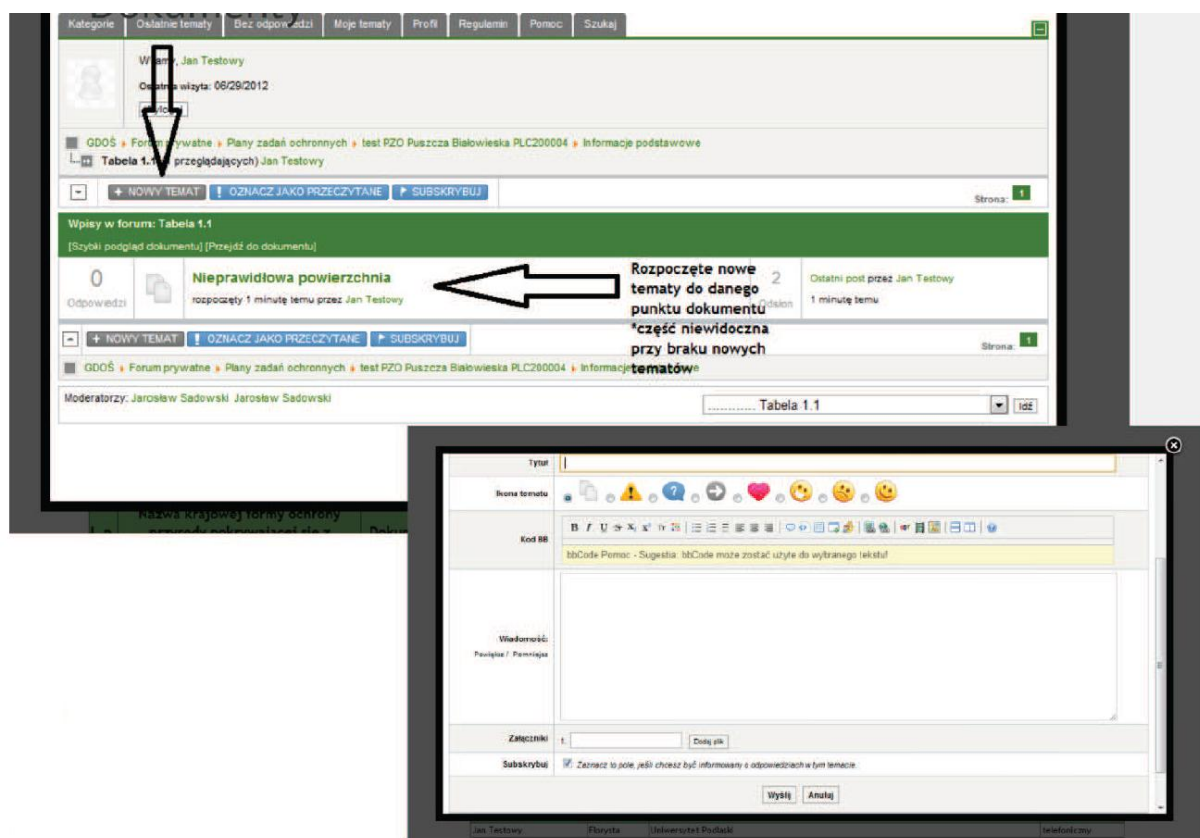 Dokumenty
Kategorie Ostatnie tematy Bez odpowiedzi Moje tematy Profil Regulamin Pomoc Szukaj
Jan Testowy
wizyta: 06/29/2012
GDOŚ Forum prywatne Plany zadań ochronnych test PZO Puszcza Białowieska PLC200004 Informacje podstawowe
Tabela 1.1 przeglądających) Jan Testowy
+ NOWY TEMAT ! OZNACZ JAKO PRZECZYTANE SUBSKRYBUJ
Strona: 1
Wpisy w forum: Tabela 1.1
[Szybki podgląd dokumentu] [Przejdź do dokumentu]
0
Odpowiedzi
Nieprawidłowa powierzchnia
rozpoczęty 1 minutę temu przez Jan Testowy
Rozpoczęte nowe
tematy do danego
punktu dokumentu
*część niewidoczna
przy braku nowych
tematów
2
Odsłon
Ostatni post przez Jan Testowy
1 minutę temu
+ NOWY TEMAT ! OZNACZ JAKO PRZECZYTANE SUBSKRYBUJ
Strona: 1
GDOŚ Forum prywatne Plany zadań ochronnych test PZO Puszcza Białowieska PLC200004
Moderatorzy: Jarosław Sadowski Jarosław Sadowski
............ Tabela 1.1 Idź
Nazwa krajowej formy ochrony
Tytuł
Ikona tematu
Kod BB
bbCode Pomoc - Sugestia: bbCode może zostać użyte do wybranego tekstu!
Wiadomość:
Powiększ / Pomniejsz
Załączniki 1. Dodaj plik
Subskrybuj Zaznacz to pole, jeśli chcesz być informowany o odpowiedziach w tym temacie.
Wyślij Anuluj
Jan Testowy Florysta Uniwersytet Podlaski telefoniczny